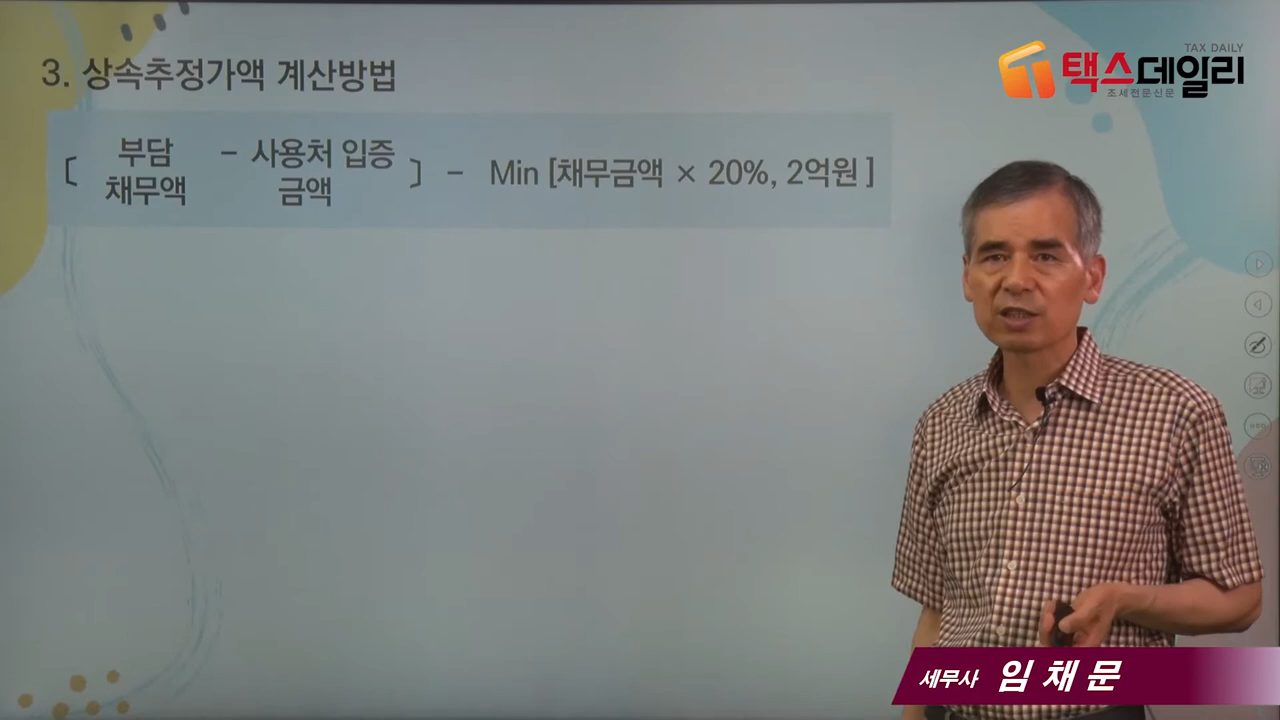 3. 상속추정가액 계산방법
TAX DAILY
택스데일리
조세전문신문
[ 부담 채무액 - 사용처 입증 금액 ] - Min [채무금액 × 20%, 2억원 ]
세무사 임채문